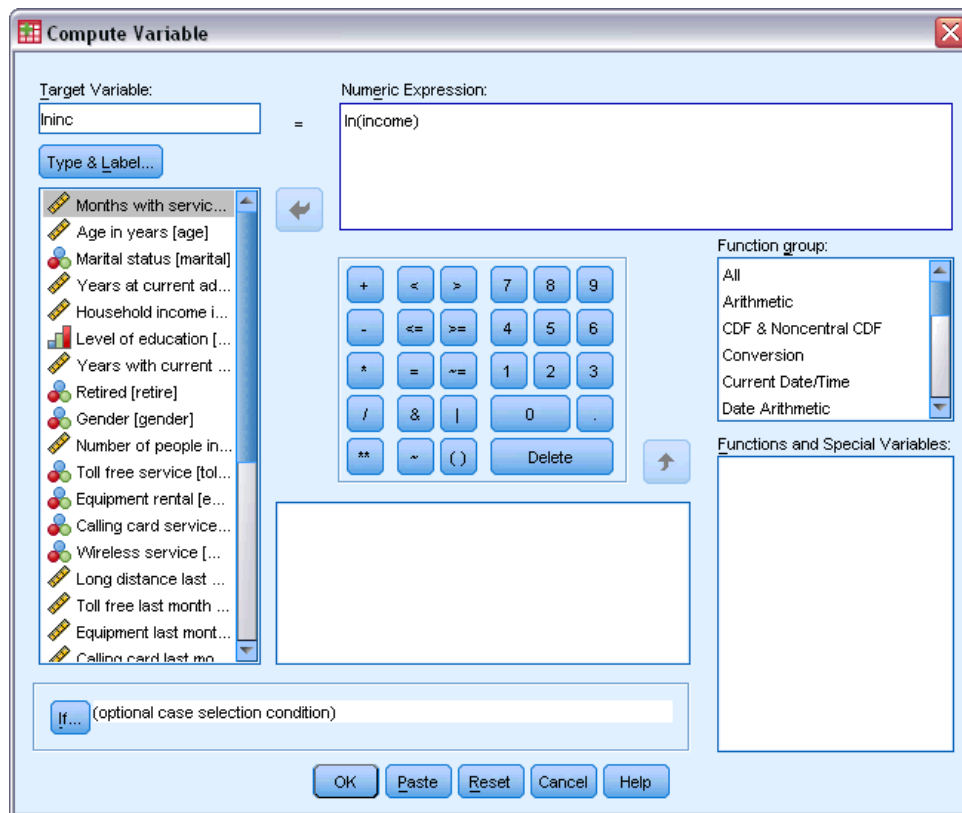 Compute Variable
Target Variable:
lninc
=
Numeric Expression:
ln(income)
Type & Label...
Months with servic...
Age in years [age]
Marital status [marital]
Years at current ad...
Household income i...
Level of education [...
Years with current ...
Retired [retire]
Gender [gender]
Number of people in...
Toll free service [tol...
Equipment rental [e...
Calling card service...
Wireless service [...
Long distance last ...
Toll free last month ...
Equipment last mont...
Calling card last mo...
+ < > 7 8 9
- <= >= 4 5 6
* = ~= 1 2 3
/ & | 0 .
** ~ ( ) Delete
Function group:
All
Arithmetic
CDF & Noncentral CDF
Conversion
Current Date/Time
Date Arithmetic
Functions and Special Variables:
If...
(optional case selection condition)
OK
Paste
Reset
Cancel
Help